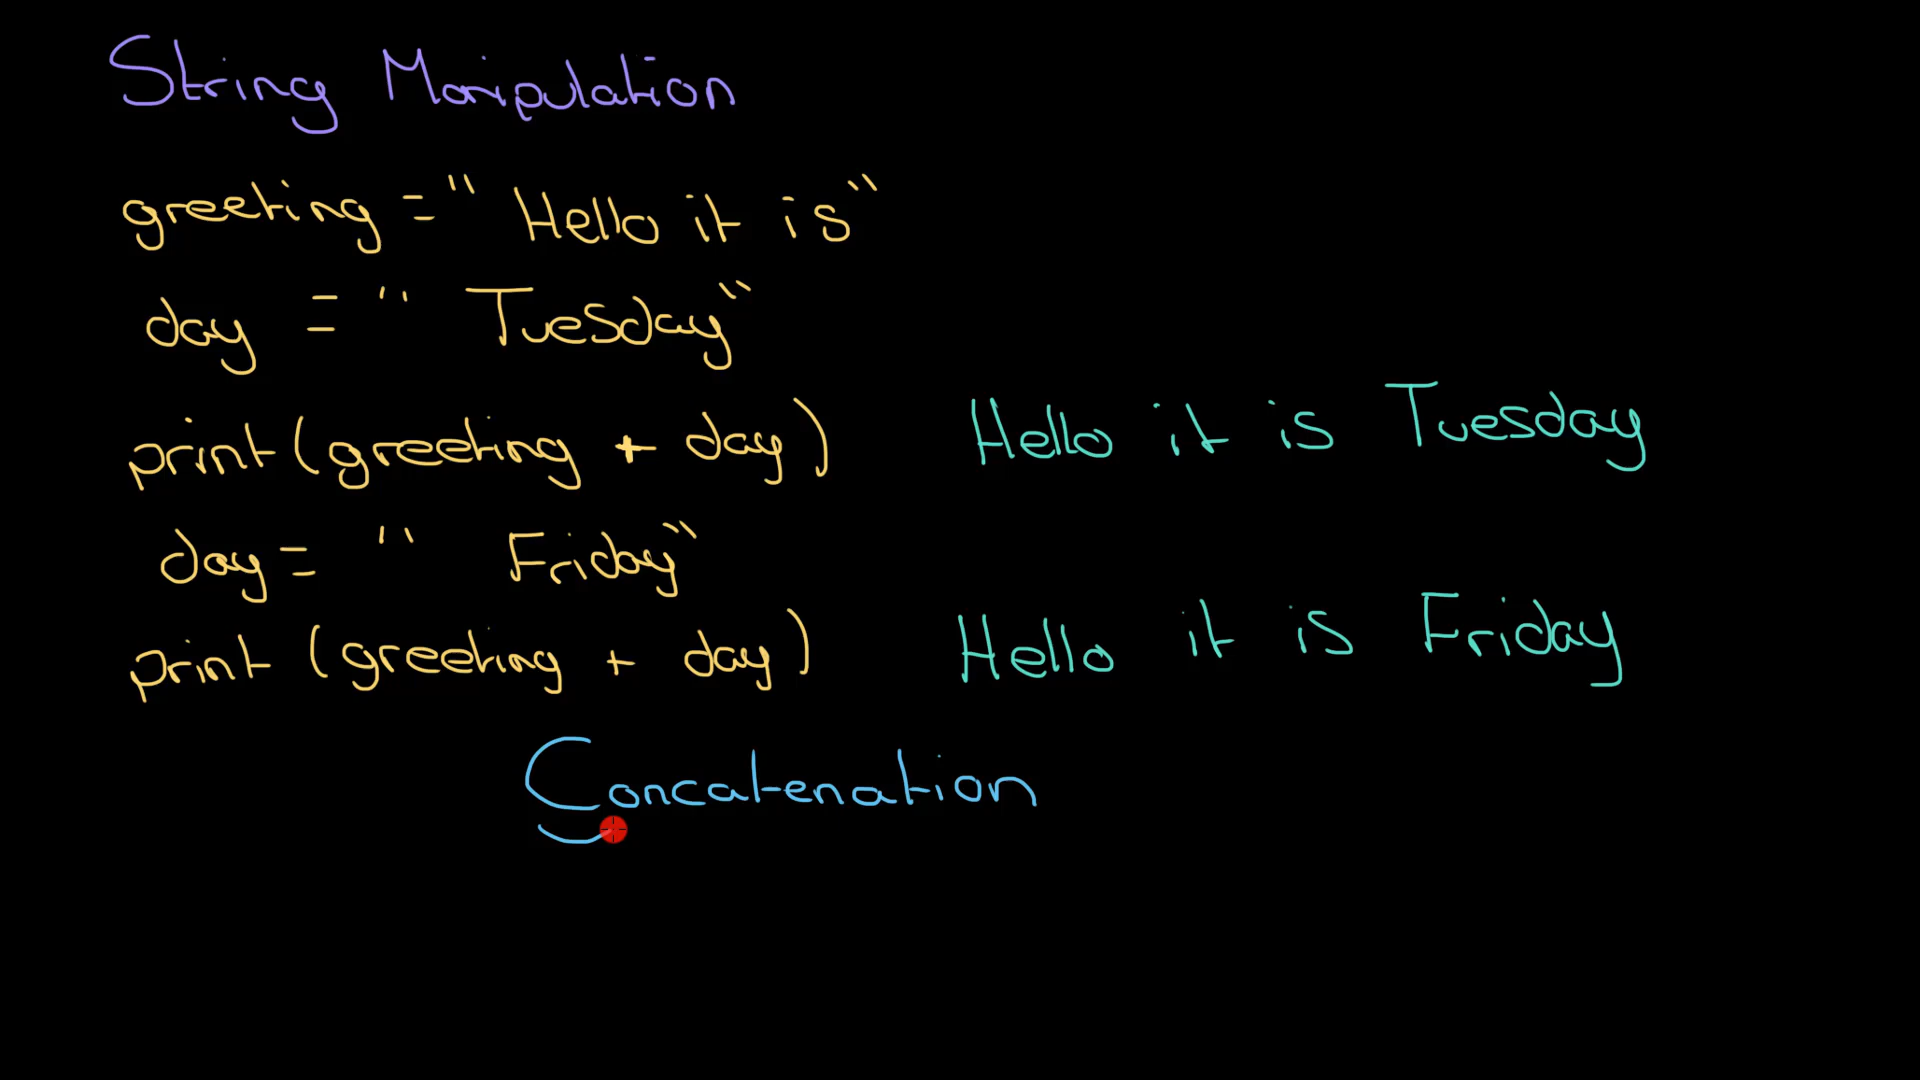 String Manipulation
greeting = " Hello it is"
day = " Tuesday"
print(greeting + day) Hello it is Tuesday
day = " Friday"
print (greeting + day) Hello it is Friday
Concatenation